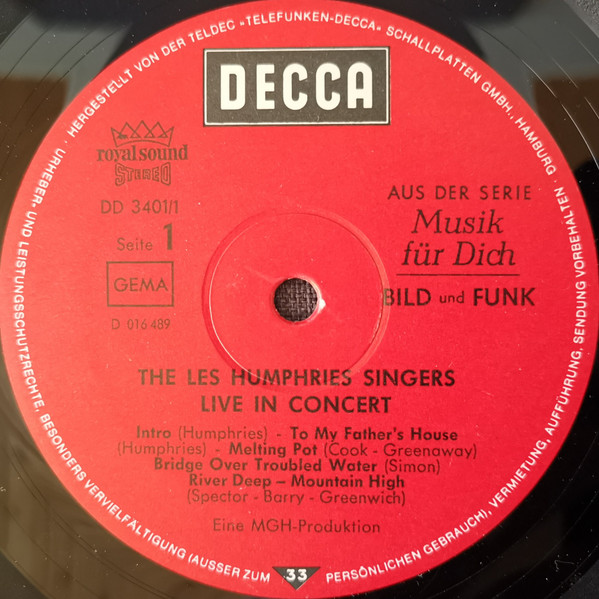 URHEBER- UND LEISTUNGSSCHUTZRECHTE, BESONDERS VERVIELFÄLTIGUNG (AUSSER ZUM PERSÖNLICHEN GEBRAUCH), VERMIETUNG, AUFFÜHRUNG, SENDUNG VORBEHALTEN.
HERGESTELLT VON DER TELDEC »TELEFUNKEN-DECCA« SCHALLPLATTEN GMBH., HAMBURG
DECCA
royalsound
STEREO
DD 3401/1
Seite 1
GEMA
D 016 489
AUS DER SERIE
Musik
für Dich
BILD und FUNK
THE LES HUMPHRIES SINGERS
LIVE IN CONCERT
Intro (Humphries) - To My Father's House
(Humphries) - Melting Pot (Cook - Greenaway)
Bridge Over Troubled Water (Simon)
River Deep – Mountain High
(Spector - Barry - Greenwich)
Eine MGH-Produktion
33